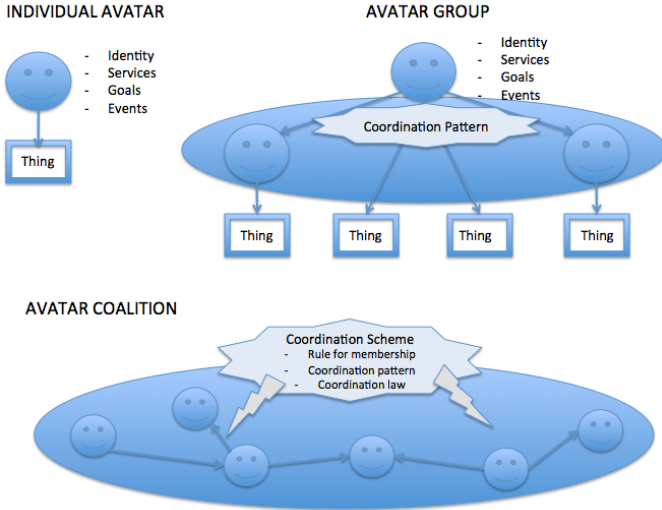 INDIVIDUAL AVATAR
- Identity
- Services
- Goals
- Events
Thing
AVATAR GROUP
- Identity
- Services
- Goals
- Events
Coordination Pattern
Thing
Thing
Thing
Thing
AVATAR COALITION
Coordination Scheme
- Rule for membership
- Coordination pattern
- Coordination law